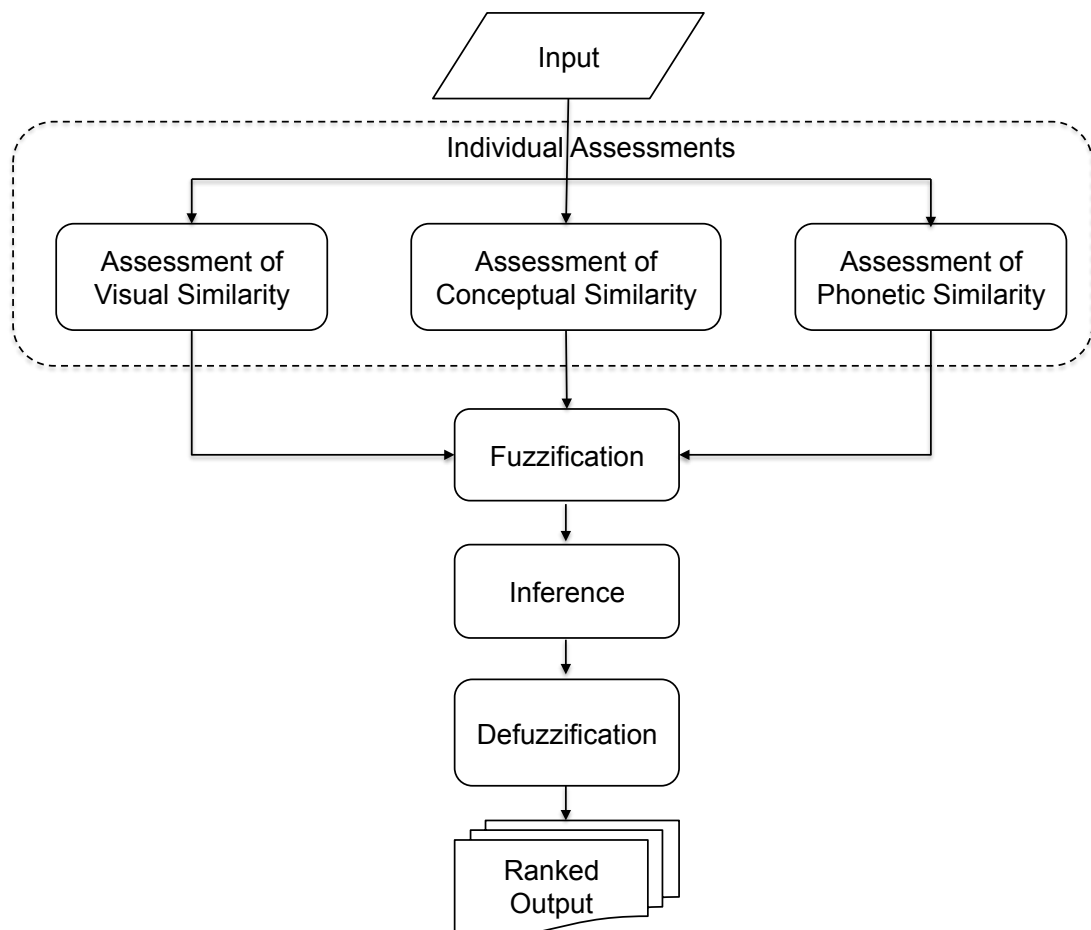 Input
Individual Assessments
Assessment of
Visual Similarity
Assessment of
Conceptual Similarity
Assessment of
Phonetic Similarity
Fuzzification
Inference
Defuzzification
Ranked
Output